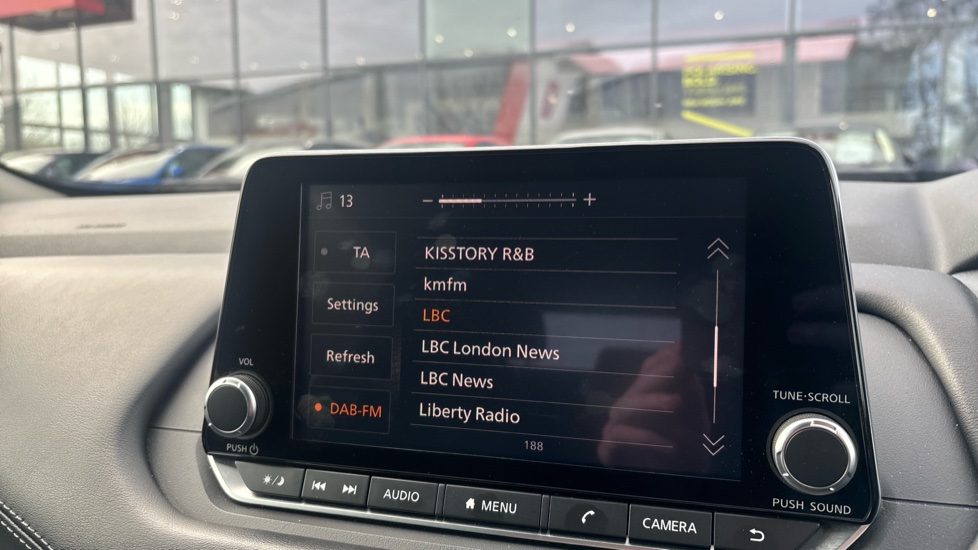 13
− +
TA
KISSTORY R&B
kmfm
Settings
LBC
LBC London News
Refresh
LBC News
DAB-FM
Liberty Radio
188
VOL
PUSH
TUNE·SCROLL
PUSH SOUND
AUDIO
MENU
CAMERA